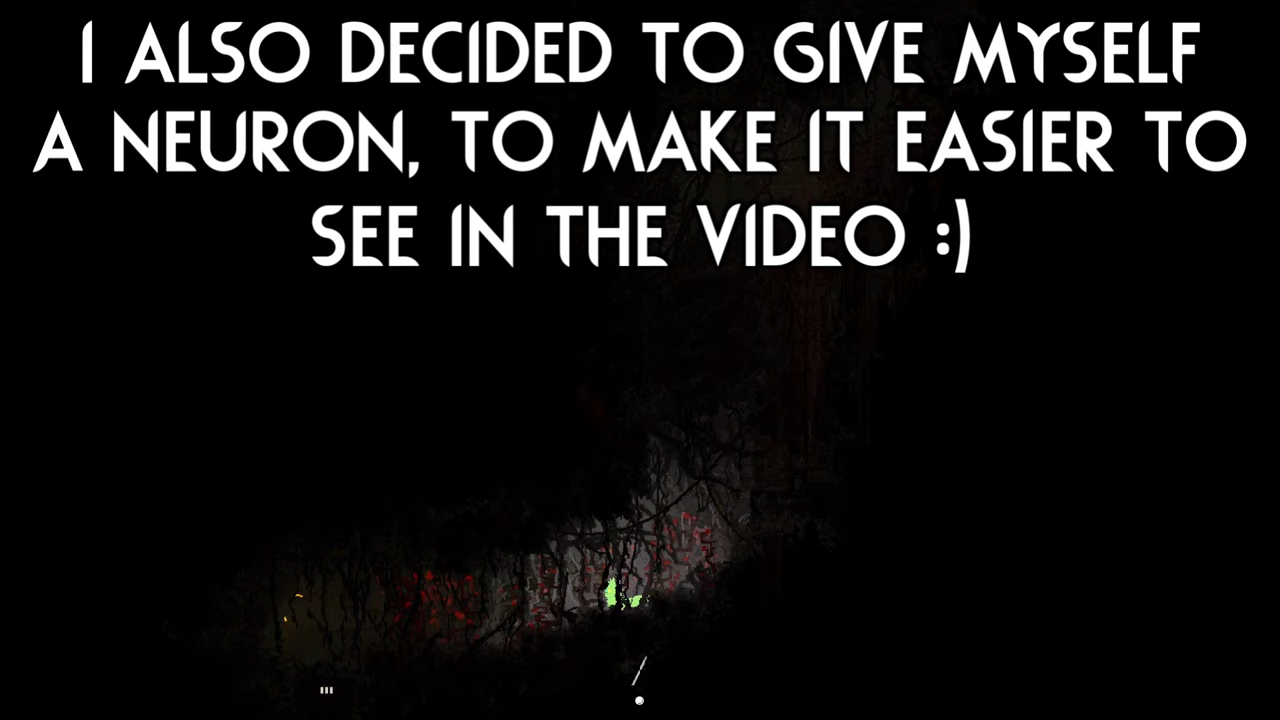 I ALSO DECIDED TO GIVE MYSELF
A NEURON, TO MAKE IT EASIER TO
SEE IN THE VIDEO :)